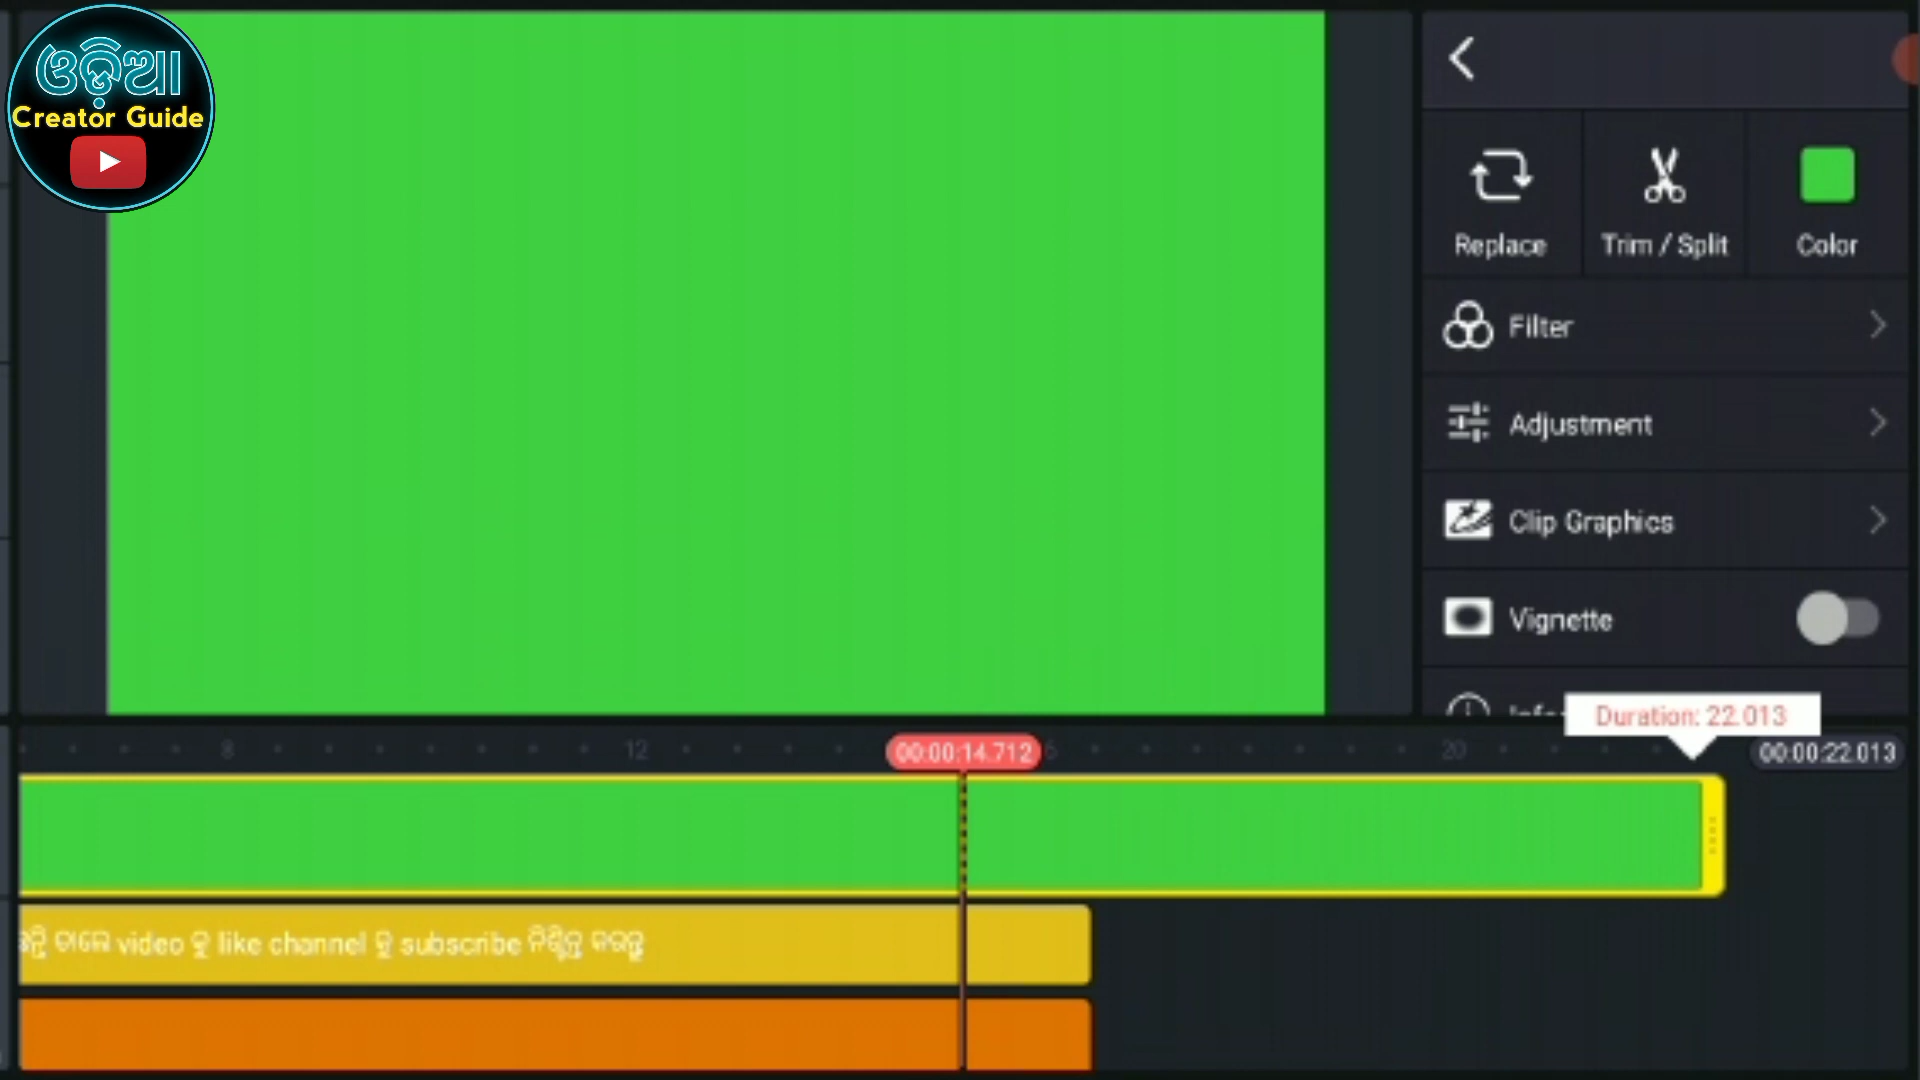 ଓଡ଼ିଆ
Creator Guide
Replace
Trim / Split
Color
Filter
Adjustment
Clip Graphics
Vignette
Duration: 22.013
8
12
00:00:14.712
20
00:00:22.013
video କୁ like channel କୁ subscribe ନିଶ୍ଚିନ୍ତ କରନ୍ତୁ